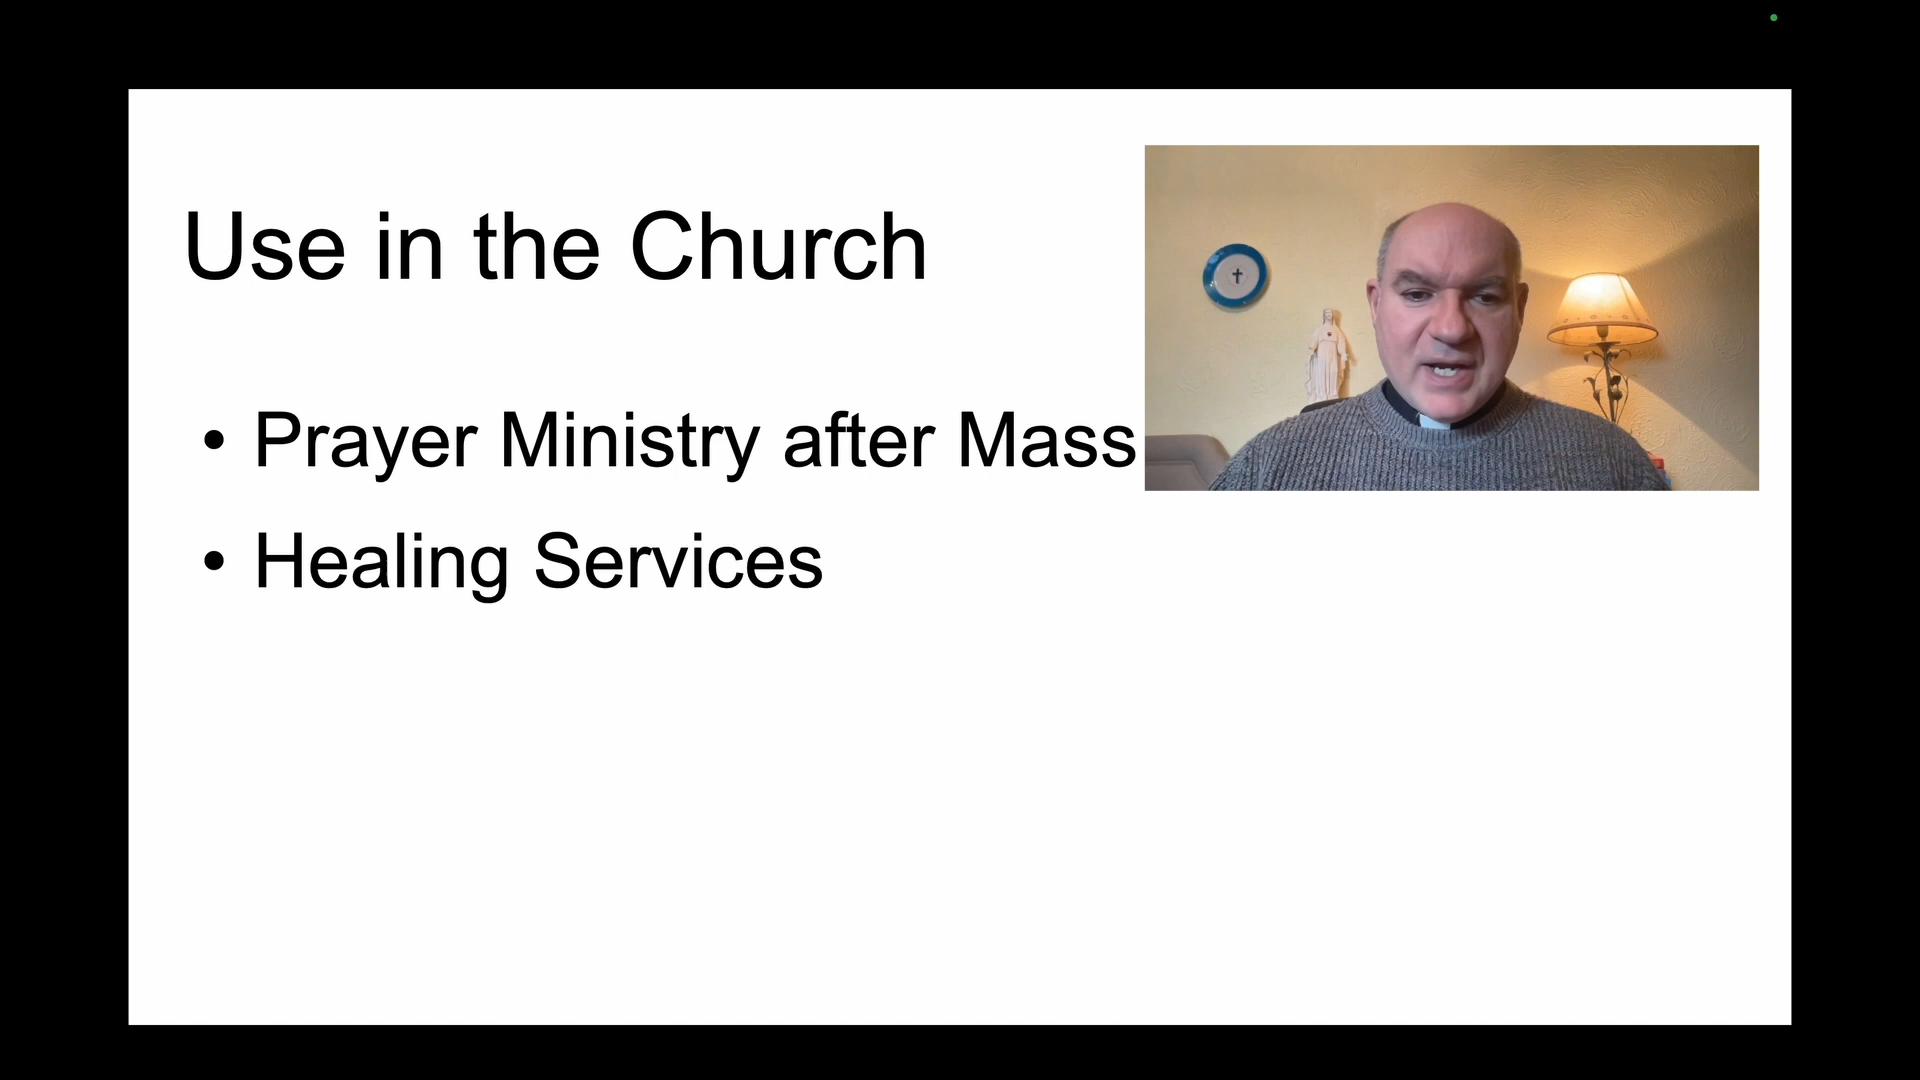 Use in the Church
• Prayer Ministry after Mass
• Healing Services